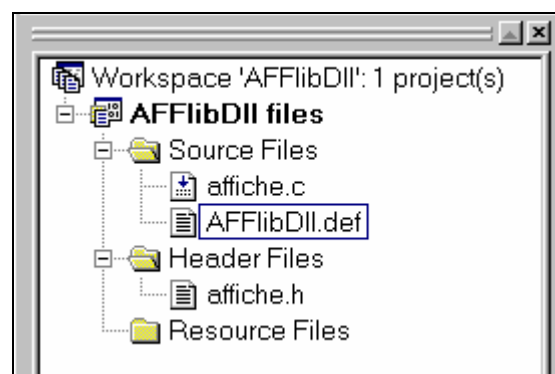 Workspace 'AFFlibDll': 1 project(s)
AFFlibDll files
Source Files
affiche.c
AFFlibDll.def
Header Files
affiche.h
Resource Files